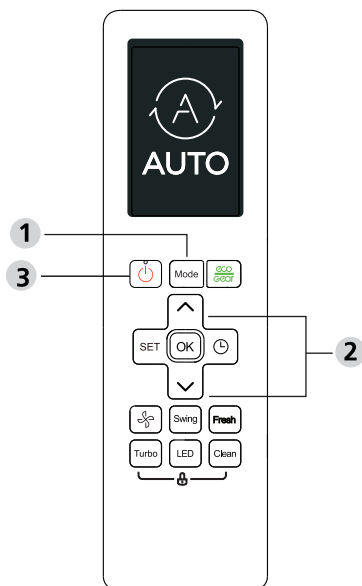 A
AUTO
1
3
Mode
eco
Gear
SET
OK
2
Swing
Fresh
Turbo
LED
Clean